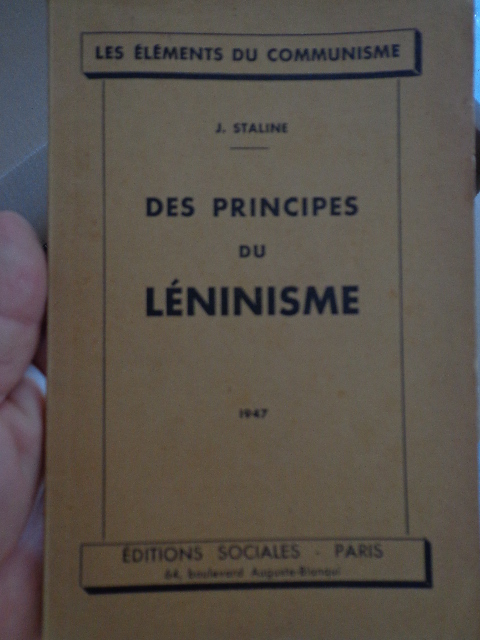 LES ÉLÉMENTS DU COMMUNISME
J. STALINE
DES PRINCIPES
DU
LÉNINISME
1947
ÉDITIONS SOCIALES · PARIS
64, boulevard Auguste-Blanqui